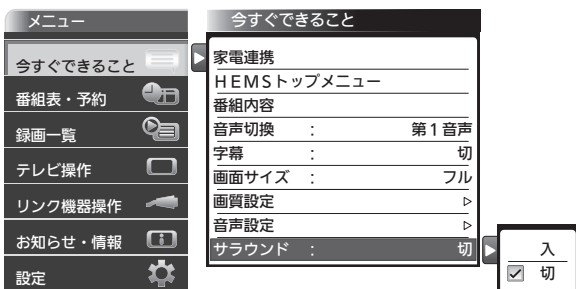 メニュー
今すぐできること
番組表・予約
録画一覧
テレビ操作
リンク機器操作
お知らせ・情報
設定
今すぐできること
家電連携
HEMSトップメニュー
番組内容
音声切換 : 第1音声
字幕 : 切
画面サイズ : フル
画質設定
音声設定
サラウンド : 切
入
切